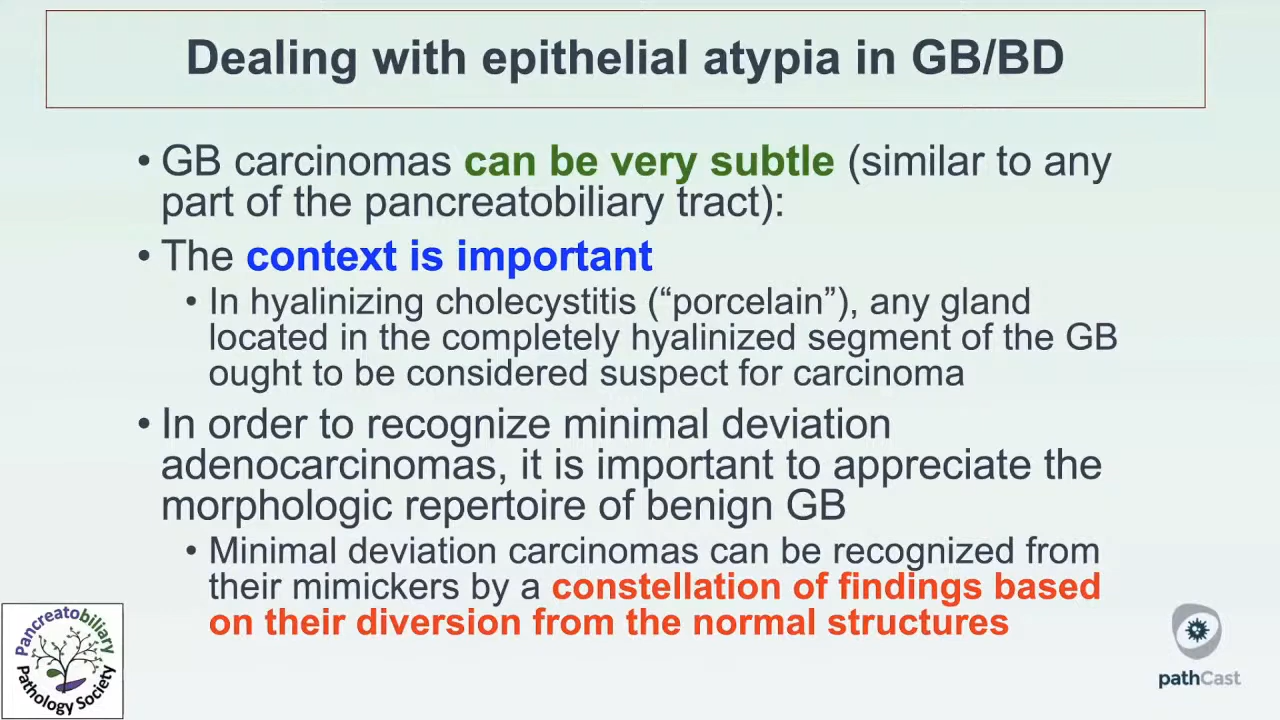 Dealing with epithelial atypia in GB/BD
• GB carcinomas can be very subtle (similar to any
part of the pancreatobiliary tract):
• The context is important
• In hyalinizing cholecystitis (“porcelain”), any gland
located in the completely hyalinized segment of the GB
ought to be considered suspect for carcinoma
• In order to recognize minimal deviation
adenocarcinomas, it is important to appreciate the
morphologic repertoire of benign GB
• Minimal deviation carcinomas can be recognized from
their mimickers by a constellation of findings based
on their diversion from the normal structures
Pancreatobiliary
Pathology Society
pathCast